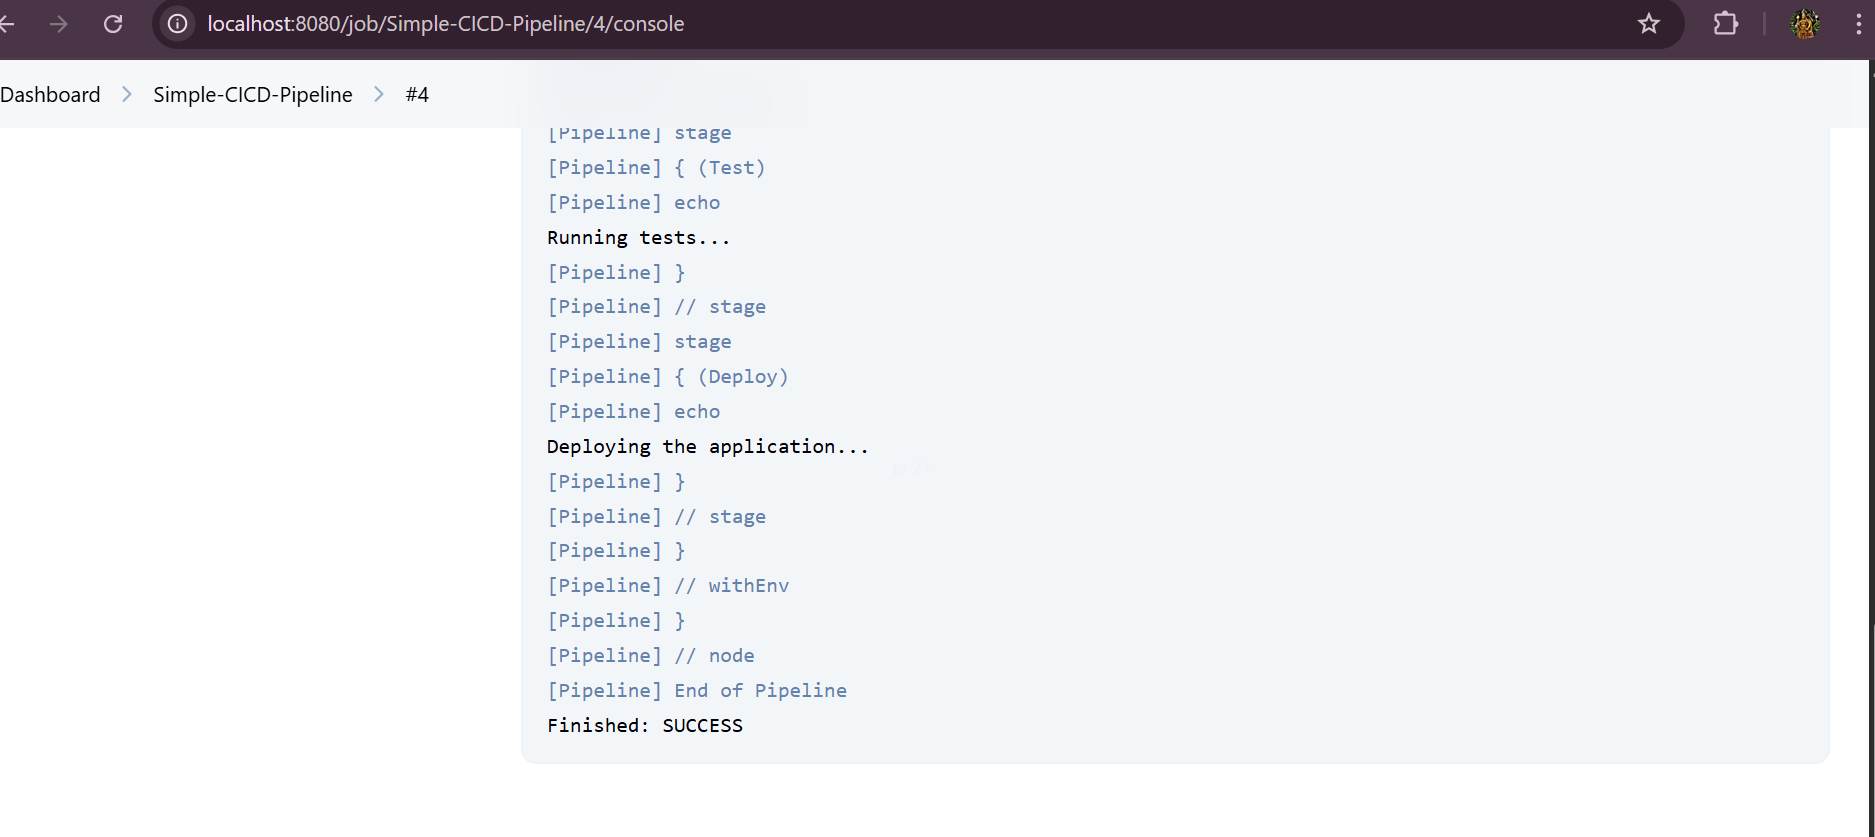 localhost:8080/job/Simple-CICD-Pipeline/4/console
Dashboard > Simple-CICD-Pipeline > #4
[Pipeline] stage
[Pipeline] { (Test)
[Pipeline] echo
Running tests...
[Pipeline] }
[Pipeline] // stage
[Pipeline] stage
[Pipeline] { (Deploy)
[Pipeline] echo
Deploying the application...
[Pipeline] }
[Pipeline] // stage
[Pipeline] }
[Pipeline] // withEnv
[Pipeline] }
[Pipeline] // node
[Pipeline] End of Pipeline
Finished: SUCCESS